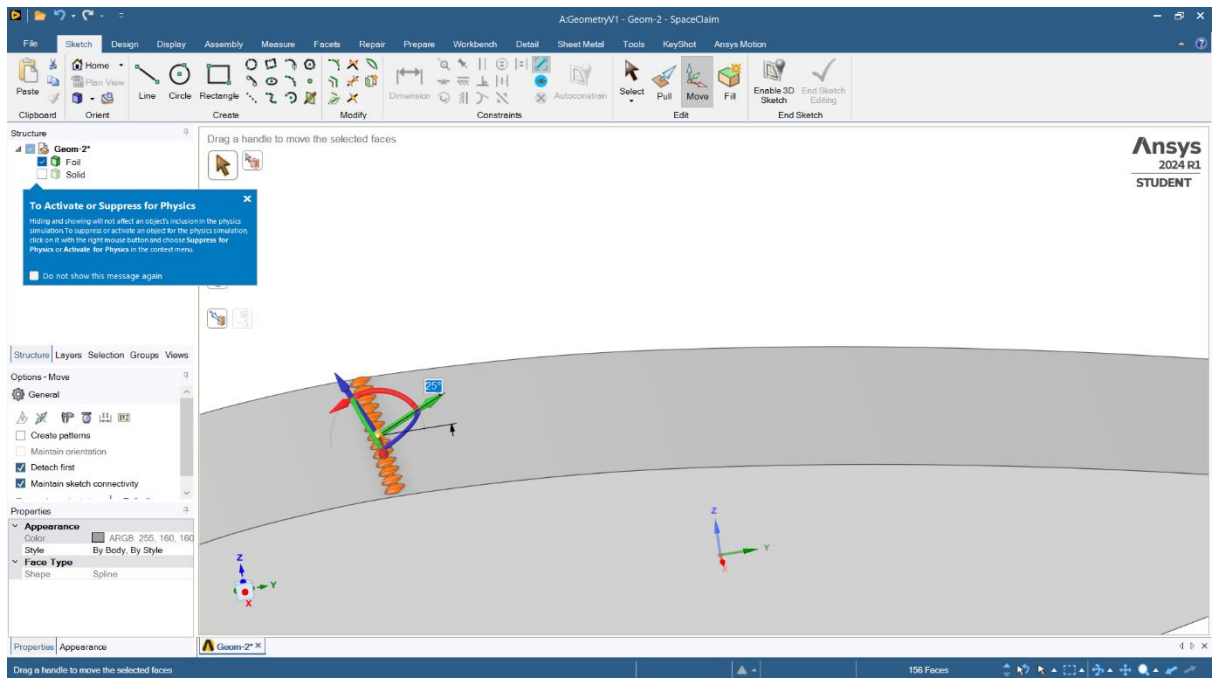 A:GeometryV1 - Geom-2 - SpaceClaim
File Sketch Design Display Assembly Measure Facets Repair Prepare Workbench Detail Sheet Metal Tools KeyShot Ansys Motion
Home
Plan View
Paste Line Circle Rectangle Dimension Autoconstrain Select Pull Move Fill Enable 3D Sketch End Sketch Editing
Clipboard Orient Create Modify Constraints Edit End Sketch
Structure
Geom-2*
Foil
Solid
To Activate or Suppress for Physics
Hiding and showing will not affect an object's inclusion in the physics
simulation. To suppress or activate an object for the physics simulation,
click on it with the right mouse button and choose Suppress for
Physics or Activate for Physics in the context menu.
Do not show this message again
Drag a handle to move the selected faces
Ansys
2024 R1
STUDENT
25°
Z
Y
X
Z
Y
X
Structure Layers Selection Groups Views
Options - Move
General
XYZ
Create patterns
Maintain orientation
Detach first
Maintain sketch connectivity
Properties
Appearance
Color ARGB: 255, 160, 160
Style By Body, By Style
Face Type
Shape Spline
Properties Appearance
Geom-2*
Drag a handle to move the selected faces
156 Faces